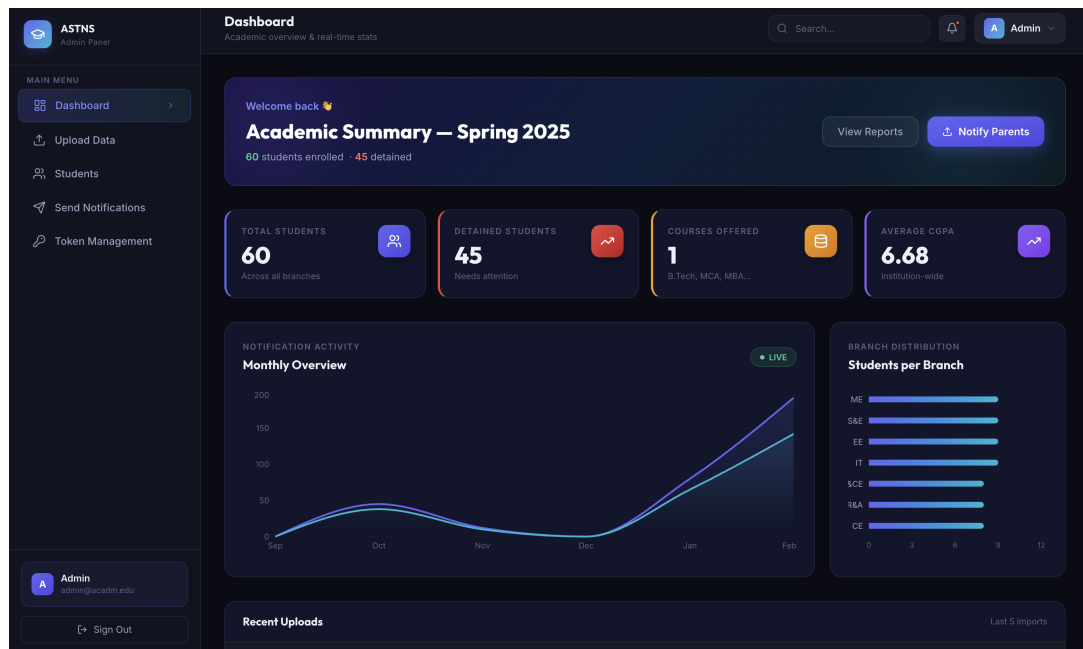 ASTNS
Admin Panel
MAIN MENU
Dashboard
Upload Data
Students
Send Notifications
Token Management
A
Admin
admin@acadm.edu
Sign Out
Dashboard
Academic overview & real-time stats
Search...
A Admin
Welcome back 👋
Academic Summary — Spring 2025
60 students enrolled · 45 detained
View Reports
Notify Parents
TOTAL STUDENTS
60
Across all branches
DETAINED STUDENTS
45
Needs attention
COURSES OFFERED
1
B.Tech, MCA, MBA...
AVERAGE CGPA
6.68
Institution-wide
NOTIFICATION ACTIVITY
Monthly Overview
LIVE
200
150
100
50
0
Sep Oct Nov Dec Jan Feb
BRANCH DISTRIBUTION
Students per Branch
ME
S&E
EE
IT
&CE
R&A
CE
0 3 6 9 12
Recent Uploads
Last 5 imports